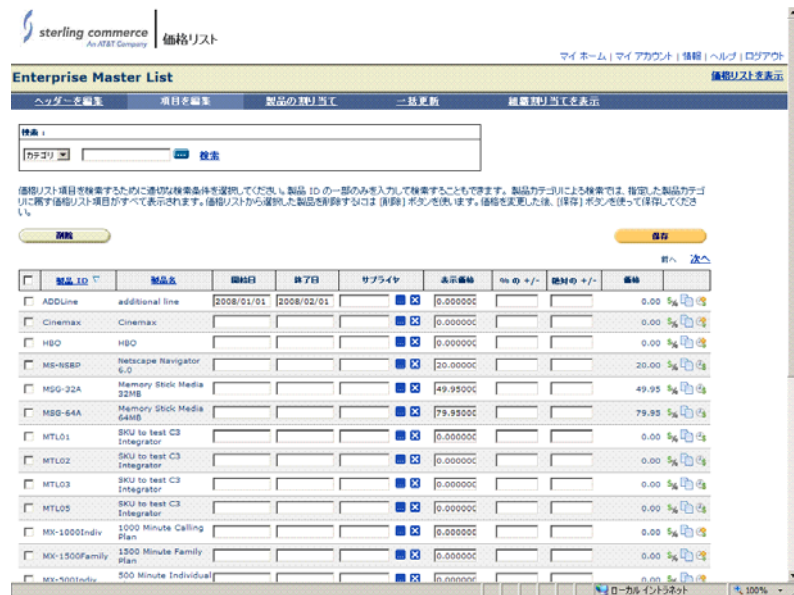 sterling commerce
An AT&T Company
価格リスト
マイ ホーム | マイ アカウント | 情報 | ヘルプ | ログアウト
Enterprise Master List
価格リストを表示
ヘッダーを編集 項目を編集 製品の割り当て 一括更新 組織割り当てを表示
検索 :
カテゴリ 検索
価格リスト項目を検索するために適切な検索条件を選択してください。製品 ID の一部のみを入力して検索することもできます。製品カテゴリによる検索では、指定した製品カテゴ
リに属す価格リスト項目がすべて表示されます。価格リストから選択した製品を削除するには [削除] ボタンを使います。価格を変更した後、[保存] ボタンを使って保存してくださ
い。
削除 保存
前へ 次へ
製品 ID 製品名 開始日 終了日 サプライヤ 表示価格 % の +/- 絶対の +/- 価格
ADDLine additional line 2008/01/01 2008/02/01 0.00000C 0.00
Cinemax Cinemax 0.00000C 0.00
HBO HBO 0.00000C 0.00
MS-NSBP Netscape Navigator 6.0 20.0000C 20.00
MSG-32A Memory Stick Media 32MB 49.9500C 49.95
MSG-64A Memory Stick Media 64MB 79.9500C 79.95
MTL01 SKU to test C3 Integrator 0.00000C 0.00
MTL02 SKU to test C3 Integrator 0.00000C 0.00
MTL03 SKU to test C3 Integrator 0.00000C 0.00
MTL05 SKU to test C3 Integrator 0.00000C 0.00
MX-1000Indiv 1000 Minute Calling Plan 0.00000C 0.00
MX-1500Family 1500 Minute Family Plan 0.00000C 0.00
MX-500Indiv 500 Minute Individual 0.00000C 0.00
ローカル イントラネット 100%